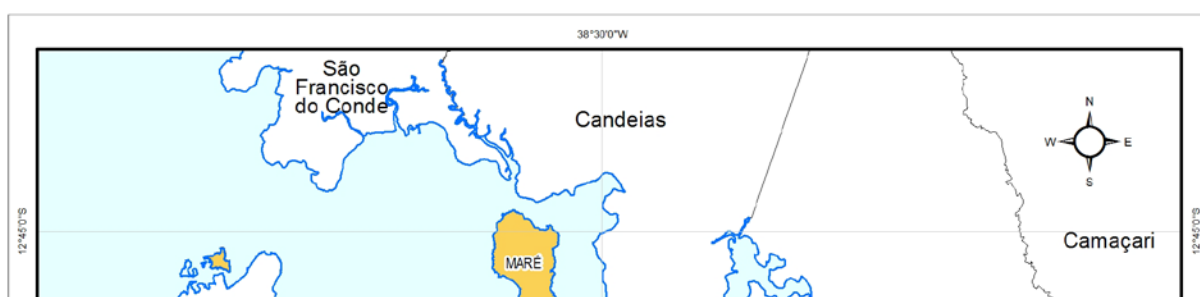 38°30'0"W
São
Francisco
do Conde
Candeias
N
W
E
S
12°45'0"S
12°45'0"S
Camaçari
MARÉ